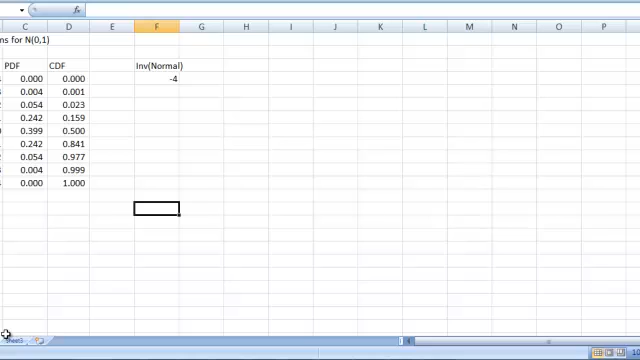 fx
C D E F G H I J K L M N O P
ns for N(0,1)
PDF CDF Inv(Normal)
0.000 0.000 -4
0.004 0.001
0.054 0.023
0.242 0.159
0.399 0.500
0.242 0.841
0.054 0.977
0.004 0.999
0.000 1.000
Sheet3